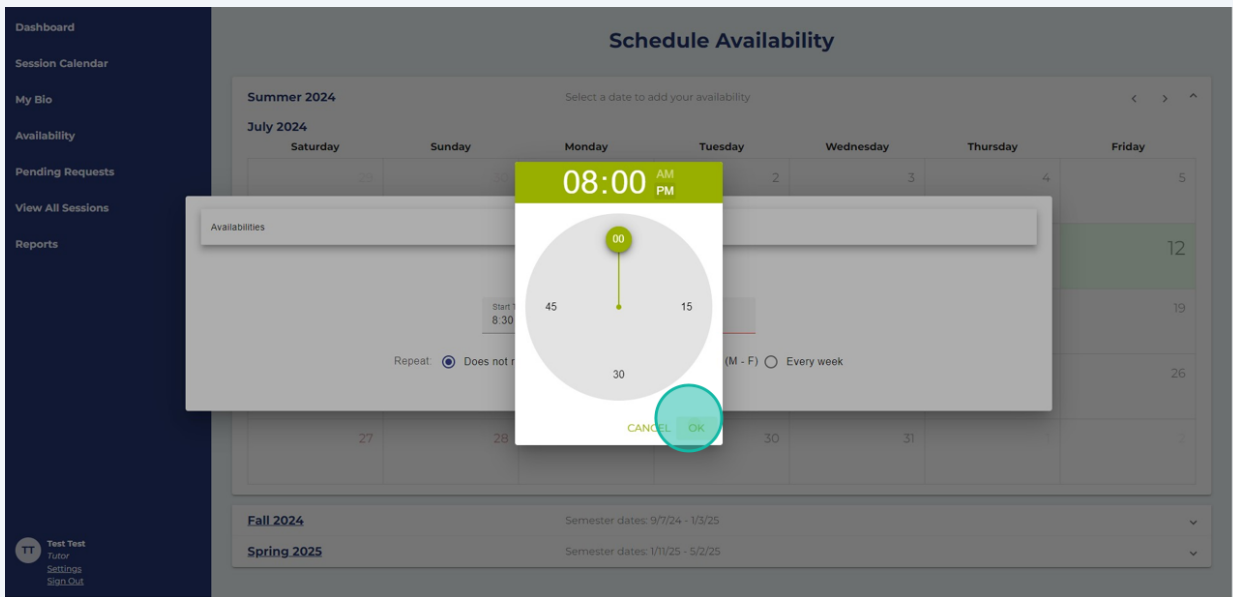 Dashboard
Session Calendar
My Bio
Availability
Pending Requests
View All Sessions
Reports
TT
Test Test
Tutor
Settings
Sign Out
Schedule Availability
Summer 2024 Select a date to add your availability
July 2024
Saturday Sunday Monday Tuesday Wednesday Thursday Friday
2 3 4 5
12
19
26
27 28 30 31
Availabilities
Start
8:30
Repeat: Does not (M - F) Every week
08:00 AM
PM
00
45 15
30
CANCEL OK
Fall 2024 Semester dates: 9/7/24 - 1/3/25
Spring 2025 Semester dates: 1/11/25 - 5/2/25